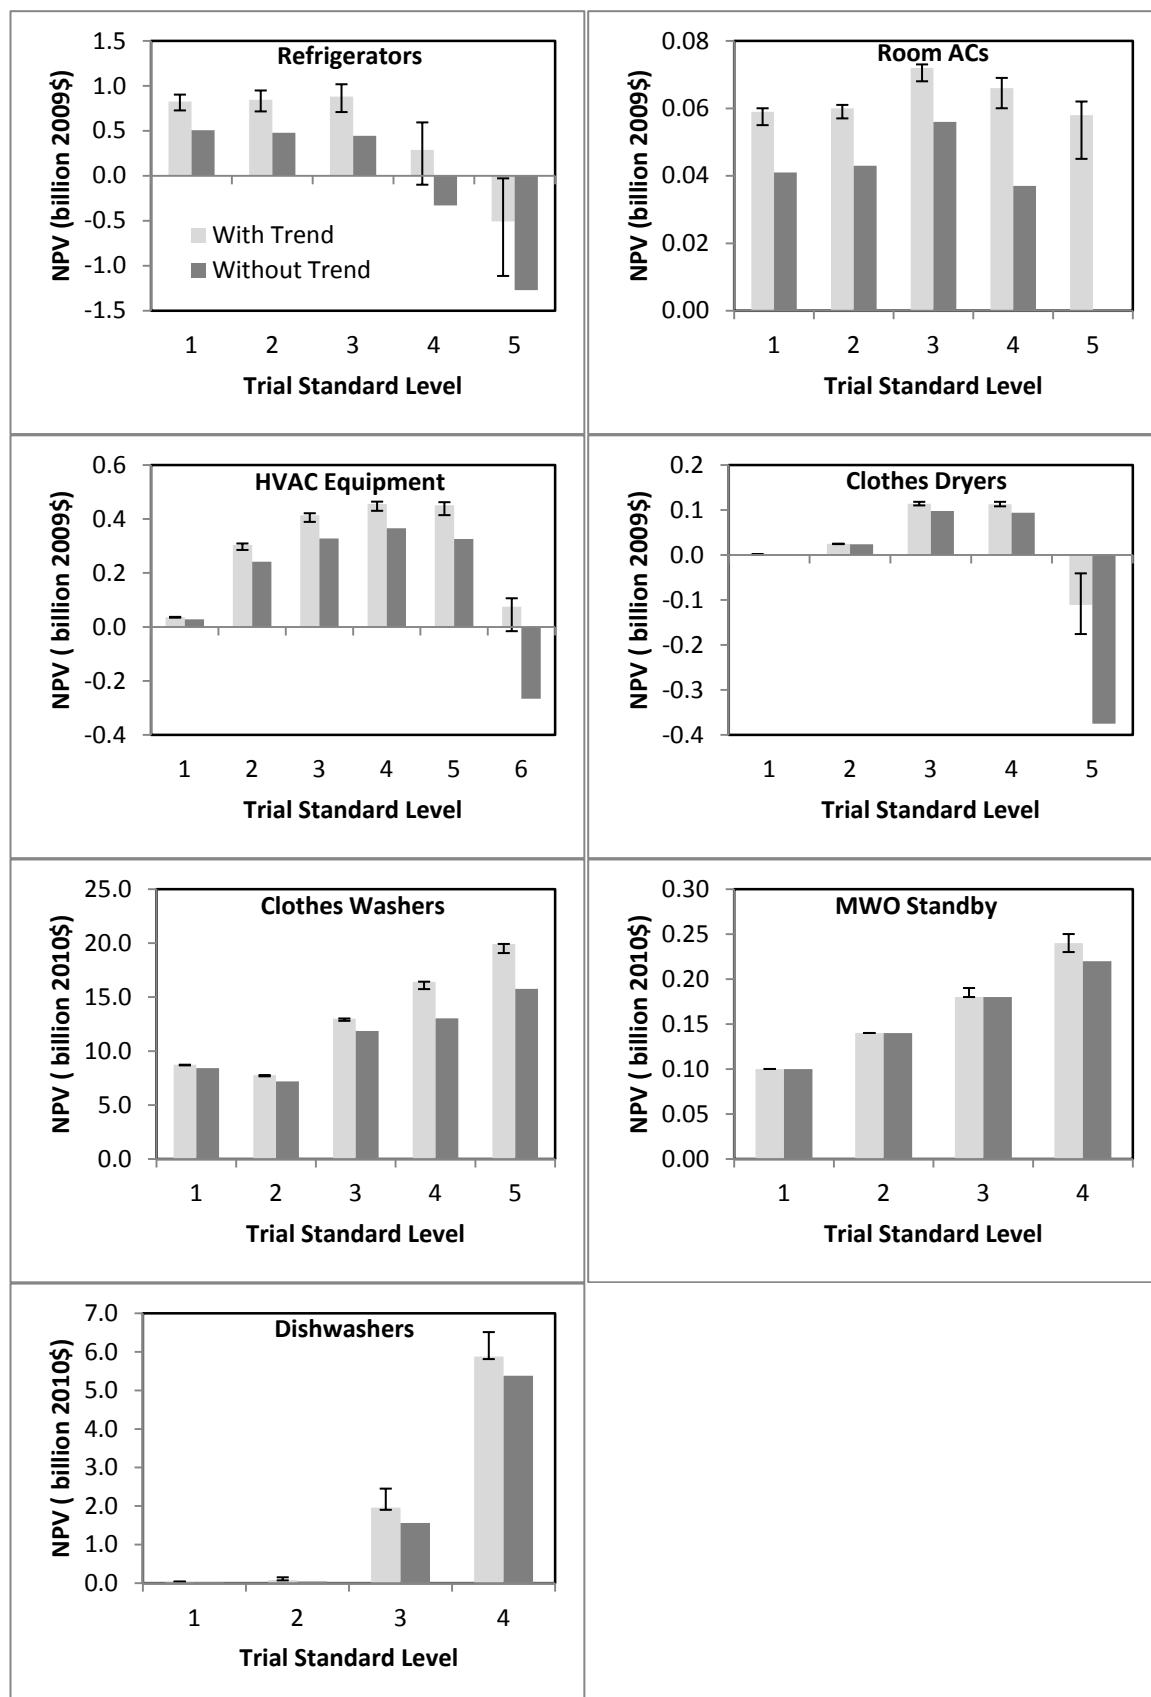 Refrigerators
NPV (billion 2009$)
1.5
1.0
0.5
0.0
-0.5
-1.0
-1.5
With Trend
Without Trend
1 2 3 4 5
Trial Standard Level
Room ACs
NPV (billion 2009$)
0.08
0.06
0.04
0.02
0.00
1 2 3 4 5
Trial Standard Level
HVAC Equipment
NPV ( billion 2009$)
0.6
0.4
0.2
0.0
-0.2
-0.4
1 2 3 4 5 6
Trial Standard Level
Clothes Dryers
NPV (billion 2009$)
0.2
0.1
0.0
-0.1
-0.2
-0.3
-0.4
1 2 3 4 5
Trial Standard Level
Clothes Washers
NPV ( billion 2010$)
25.0
20.0
15.0
10.0
5.0
0.0
1 2 3 4 5
Trial Standard Level
MWO Standby
NPV ( billion 2010$)
0.30
0.25
0.20
0.15
0.10
0.05
0.00
1 2 3 4
Trial Standard Level
Dishwashers
NPV ( billion 2010$)
7.0
6.0
5.0
4.0
3.0
2.0
1.0
0.0
1 2 3 4
Trial Standard Level